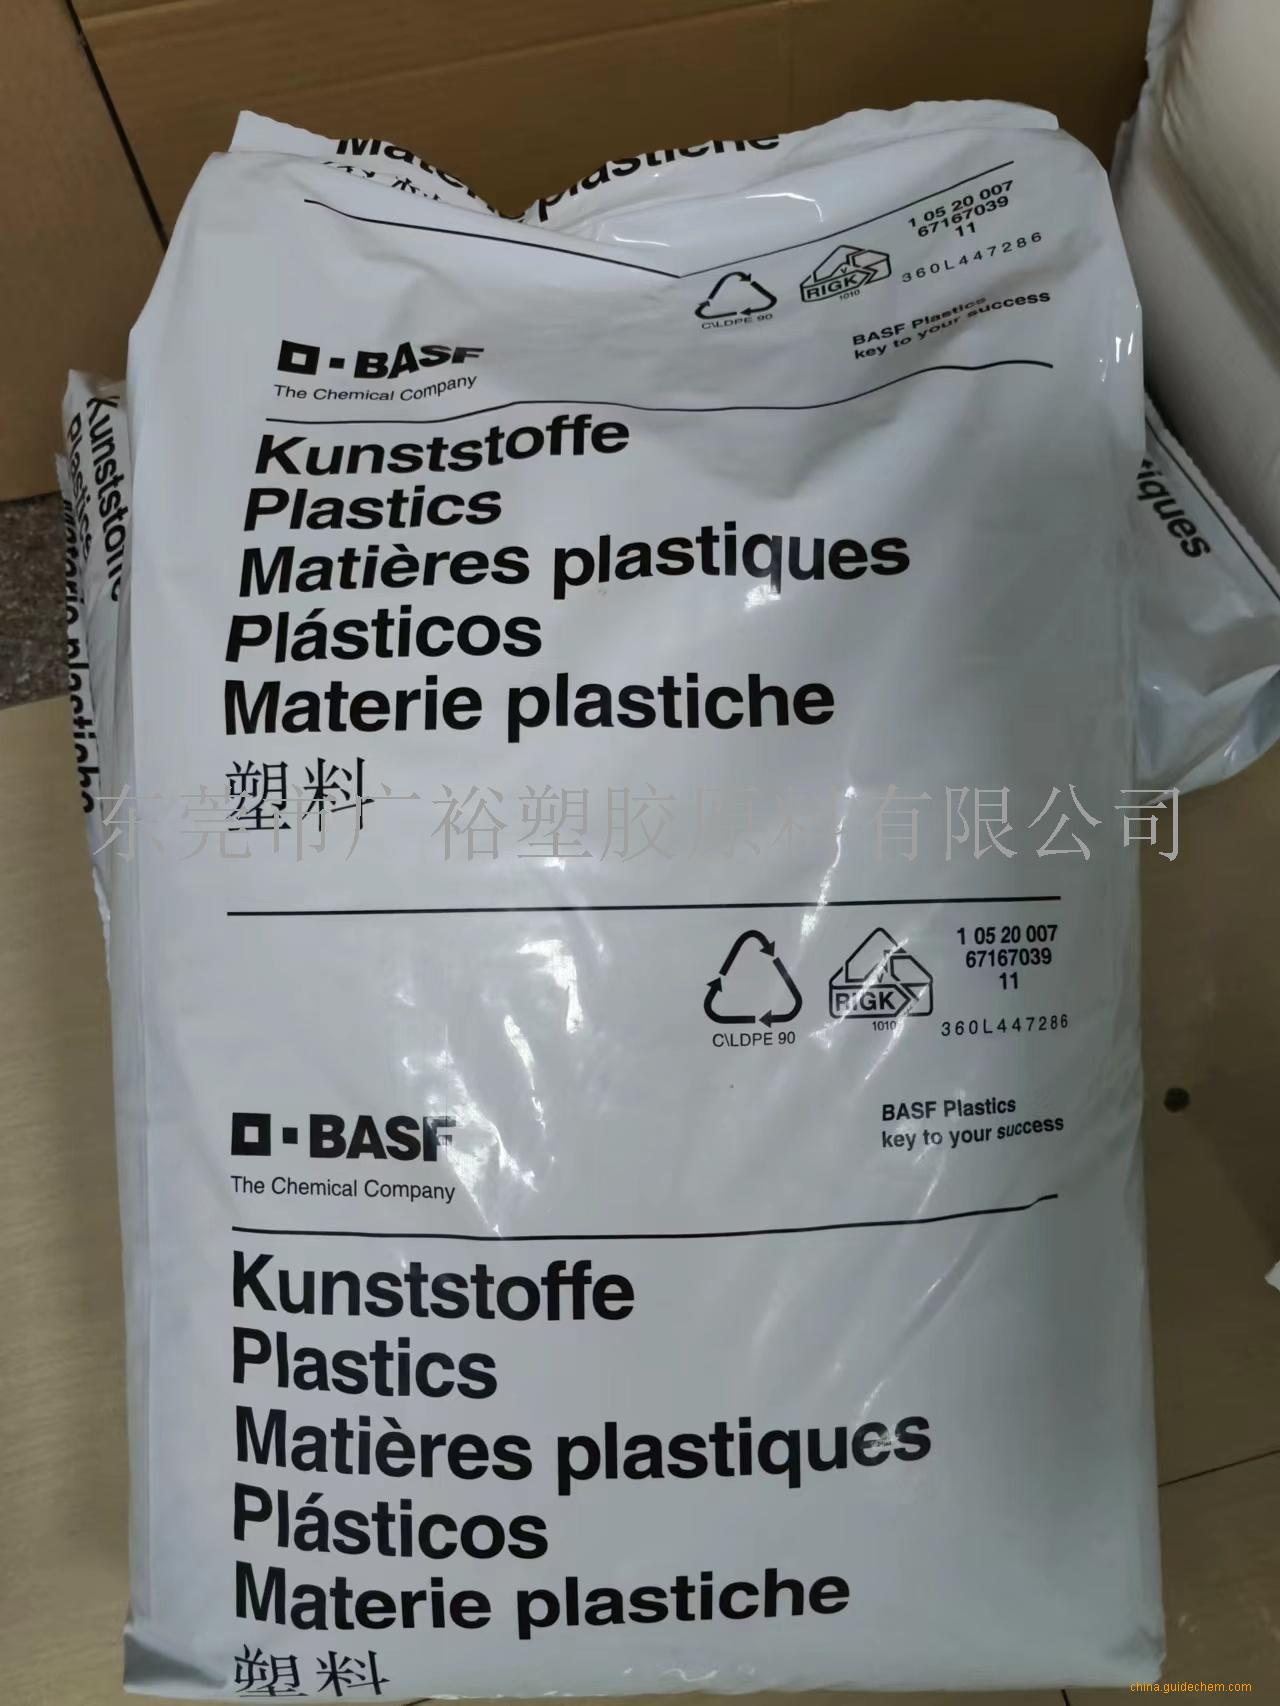 Materie plastiche
1 05 20 007
67167039
11
360L447286
C\LDPE 90
RIGK
1010
BASF Plastics
key to your success
BASF
The Chemical Company
Kunststoffe
Plastics
Matières plastiques
Plásticos
Materie plastiche
塑料
东莞市广裕塑胶原料有限公司
1 05 20 007
67167039
11
360L447286
C\LDPE 90
RIGK
1010
BASF Plastics
key to your success
BASF
The Chemical Company
Kunststoffe
Plastics
Matières plastiques
Plásticos
Materie plastiche
塑料
Kunststoffe
Plastics
tiques
china.guidechem.com